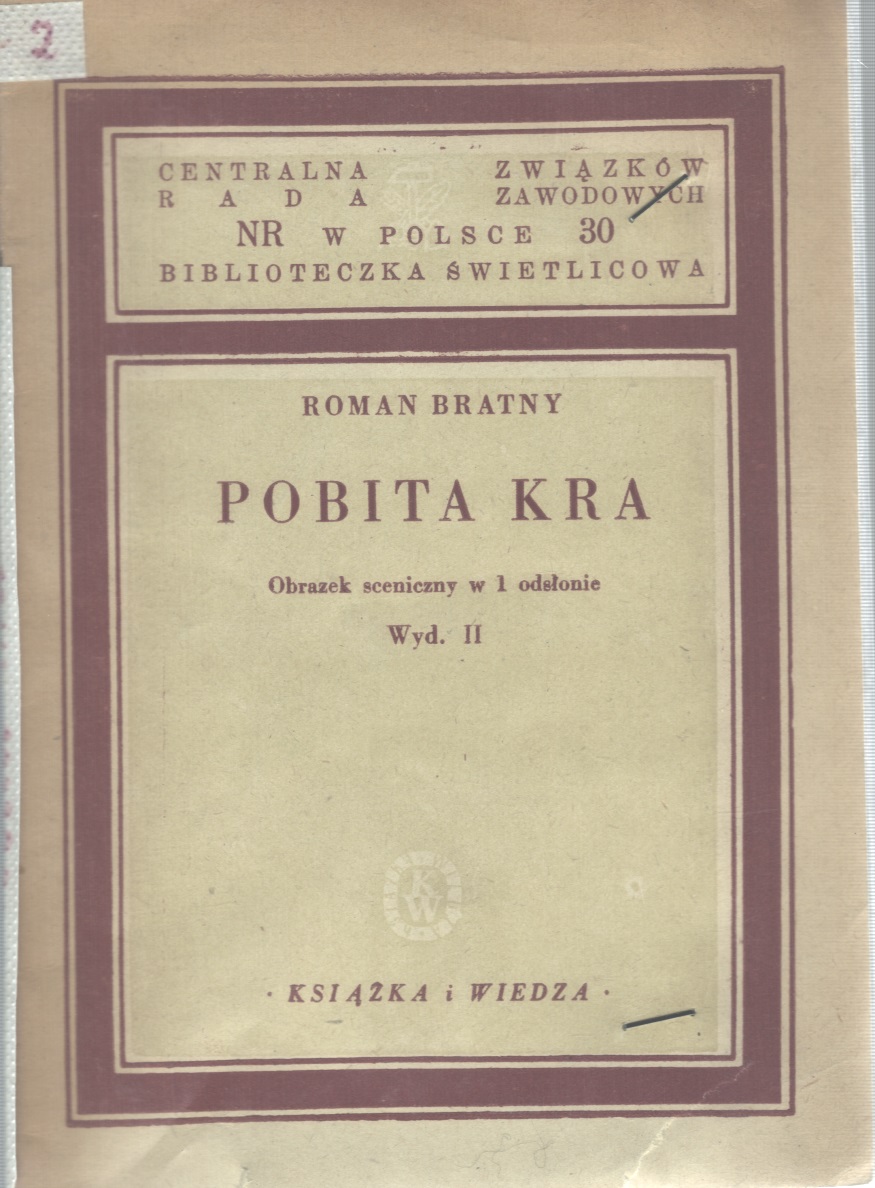 2
CENTRALNA ZWIĄZKÓW
RADA ZAWODOWYCH
NR W POLSCE 30
BIBLIOTECZKA ŚWIETLICOWA
ROMAN BRATNY
POBITA KRA
Obrazek sceniczny w 1 odsłonie
Wyd. II
K
W
· KSIĄŻKA i WIEDZA ·